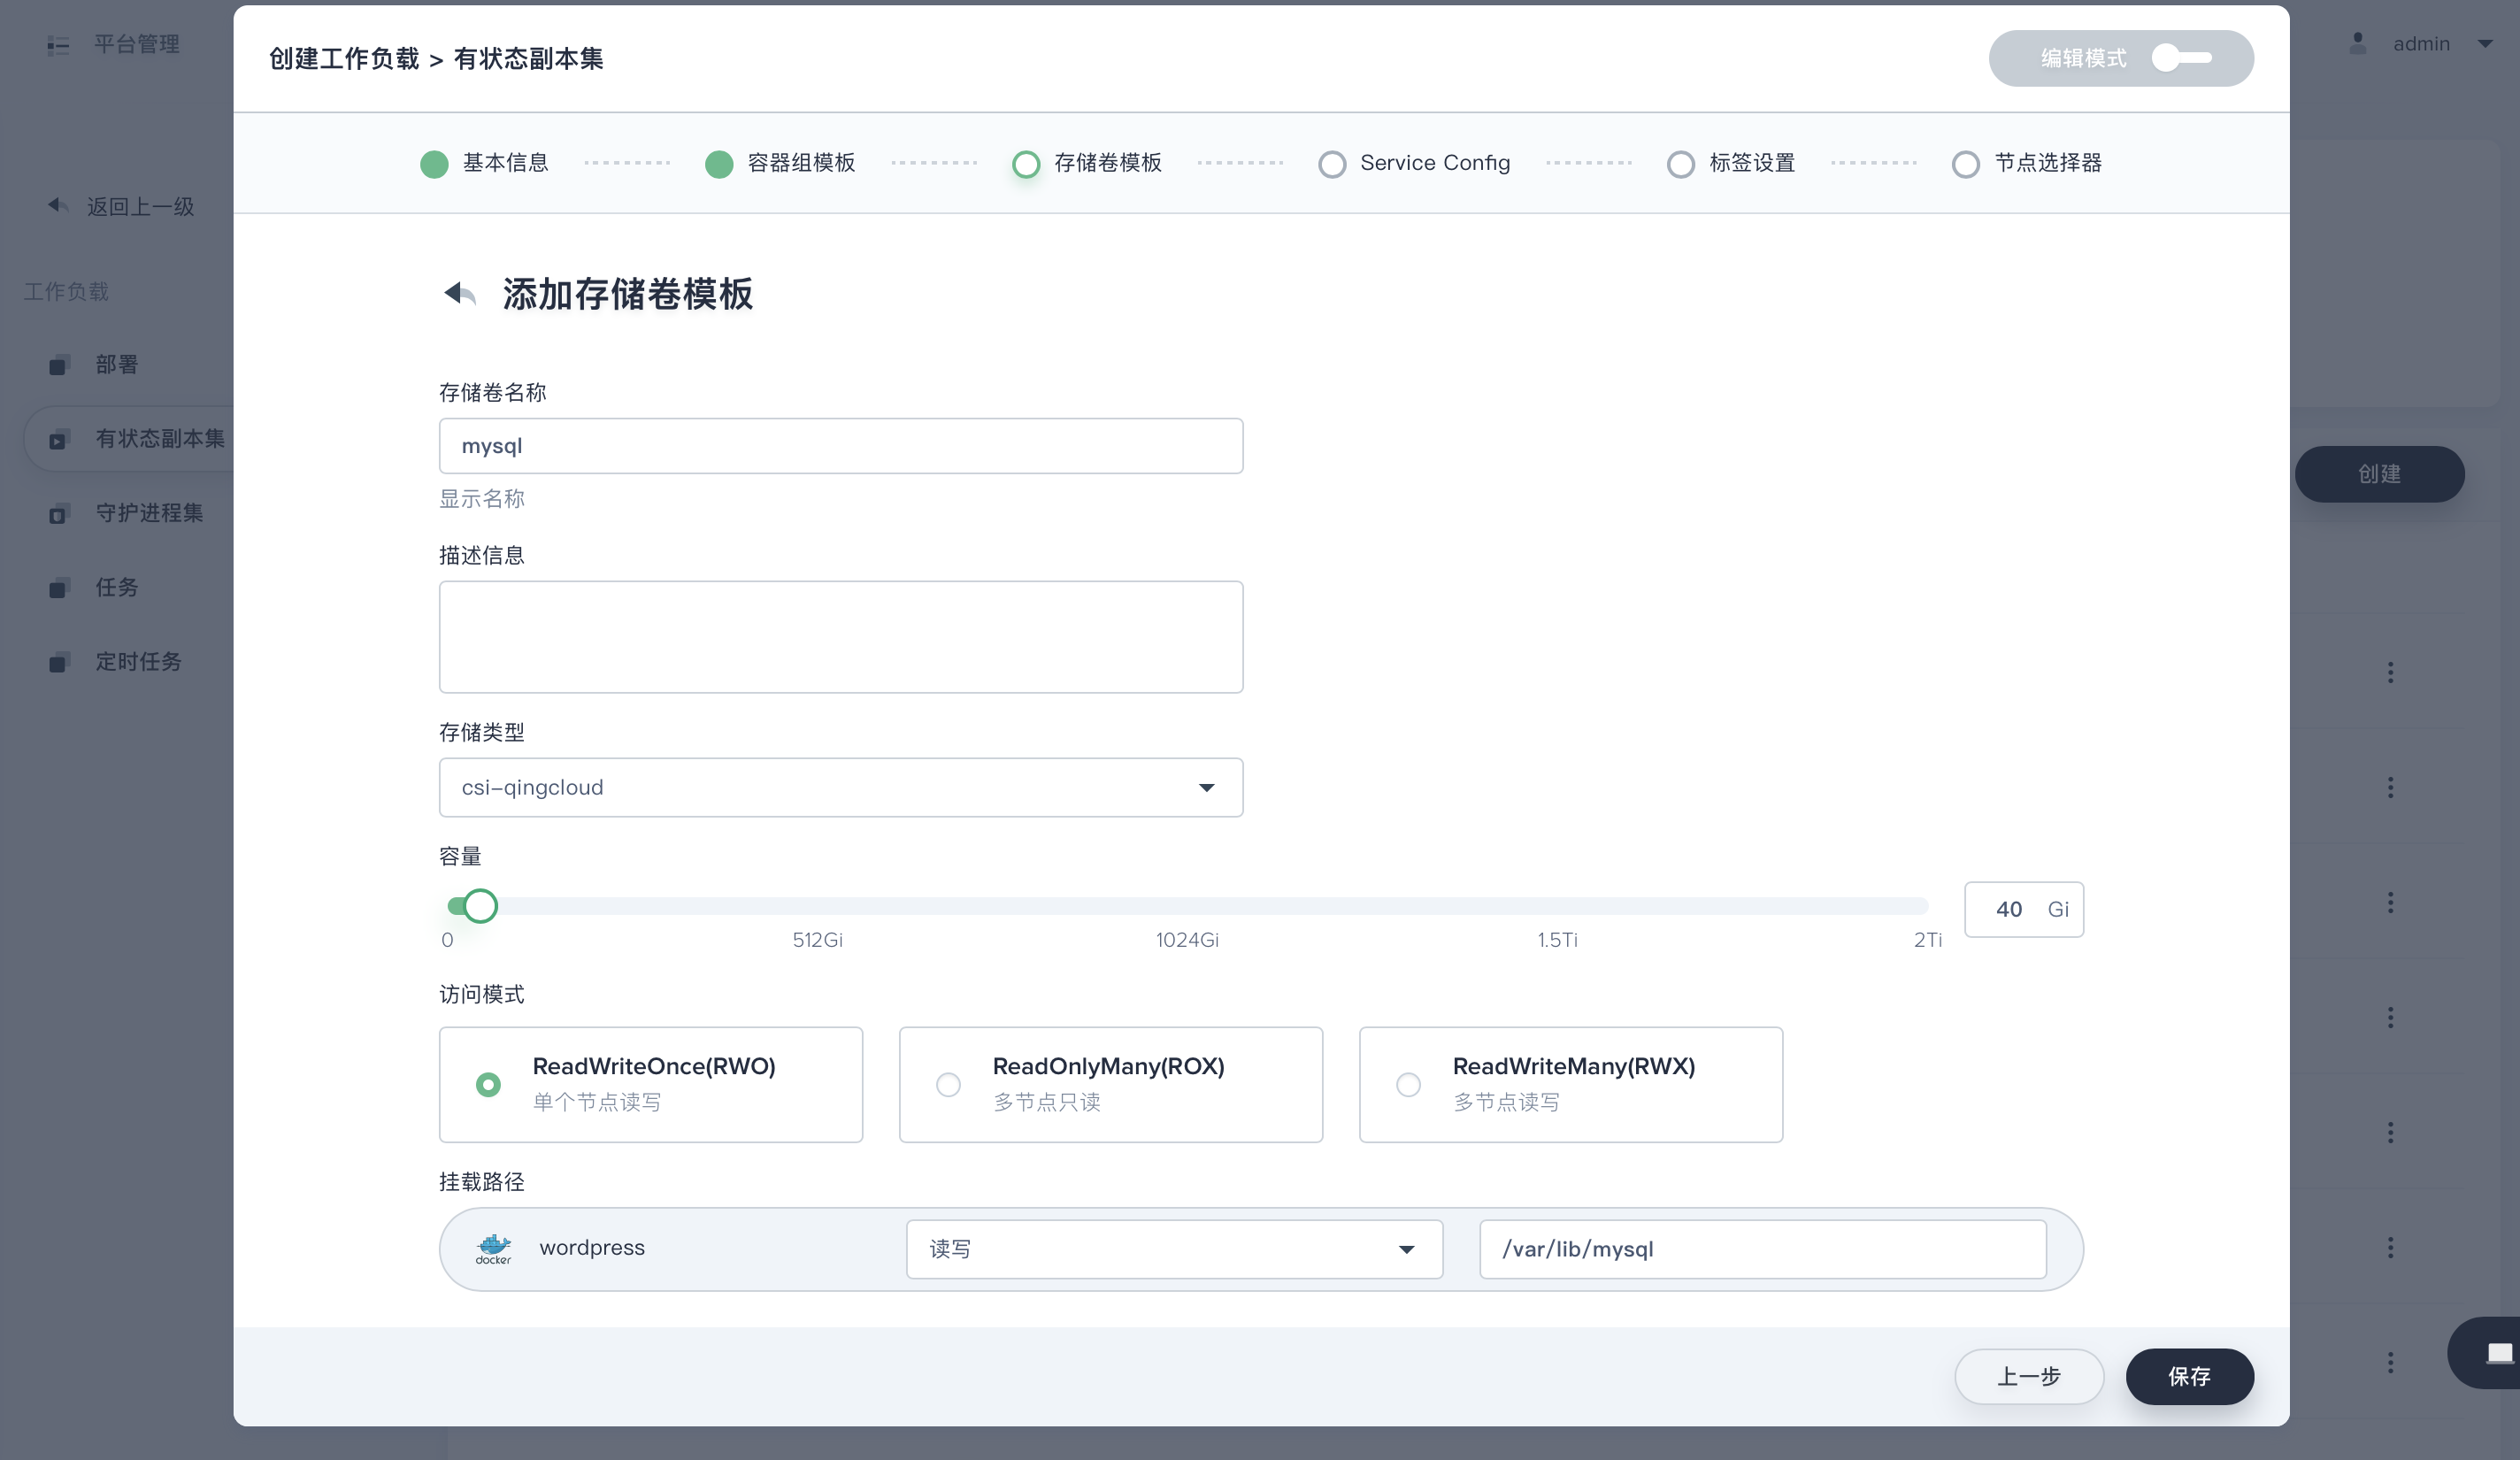 平台管理
admin
创建工作负载 > 有状态副本集
编辑模式
基本信息
容器组模板
存储卷模板
Service Config
标签设置
节点选择器
返回上一级
工作负载
部署
有状态副本集
守护进程集
任务
定时任务
添加存储卷模板
存储卷名称
mysql
显示名称
创建
描述信息
存储类型
csi-qingcloud
容量
40 Gi
0 512Gi 1024Gi 1.5Ti 2Ti
访问模式
ReadWriteOnce(RWO)
单个节点读写
ReadOnlyMany(ROX)
多节点只读
ReadWriteMany(RWX)
多节点读写
挂载路径
docker
wordpress
读写
/var/lib/mysql
上一步
保存